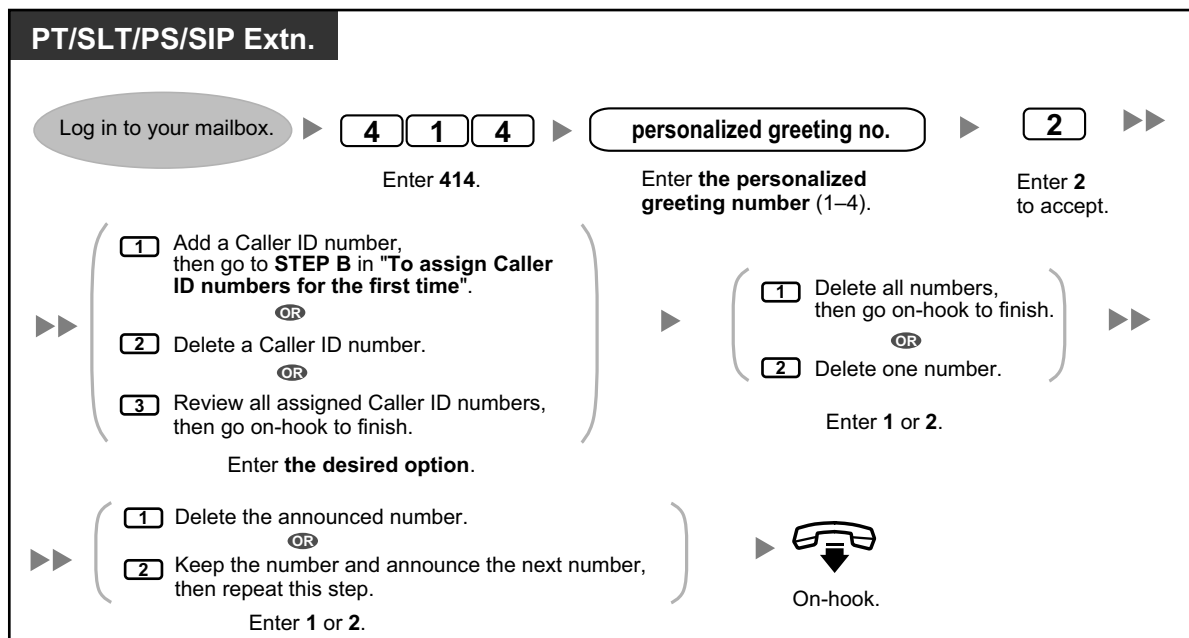 PT/SLT/PS/SIP Extn.
Log in to your mailbox.
4 1 4
personalized greeting no.
2
Enter 414.
Enter the personalized
greeting number (1–4).
Enter 2
to accept.
1 Add a Caller ID number,
then go to STEP B in "To assign Caller
ID numbers for the first time".
OR
2 Delete a Caller ID number.
OR
3 Review all assigned Caller ID numbers,
then go on-hook to finish.
Enter the desired option.
1 Delete all numbers,
then go on-hook to finish.
OR
2 Delete one number.
Enter 1 or 2.
1 Delete the announced number.
OR
2 Keep the number and announce the next number,
then repeat this step.
Enter 1 or 2.
On-hook.